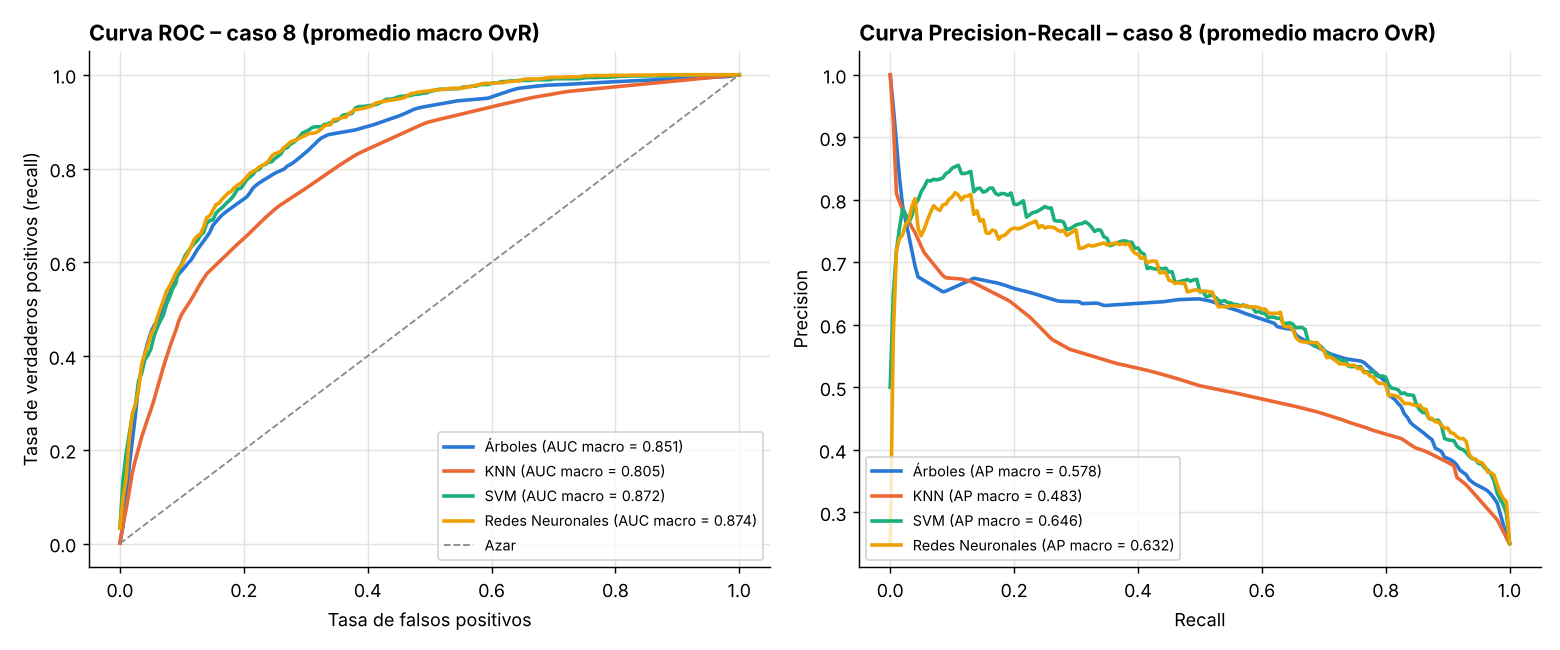 Curva ROC – caso 8 (promedio macro OvR)
Tasa de verdaderos positivos (recall)
1.0
0.8
0.6
0.4
0.2
0.0
0.0 0.2 0.4 0.6 0.8 1.0
Tasa de falsos positivos
Árboles (AUC macro = 0.851)
KNN (AUC macro = 0.805)
SVM (AUC macro = 0.872)
Redes Neuronales (AUC macro = 0.874)
Azar
Curva Precision-Recall – caso 8 (promedio macro OvR)
Precision
1.0
0.9
0.8
0.7
0.6
0.5
0.4
0.3
0.0 0.2 0.4 0.6 0.8 1.0
Recall
Árboles (AP macro = 0.578)
KNN (AP macro = 0.483)
SVM (AP macro = 0.646)
Redes Neuronales (AP macro = 0.632)